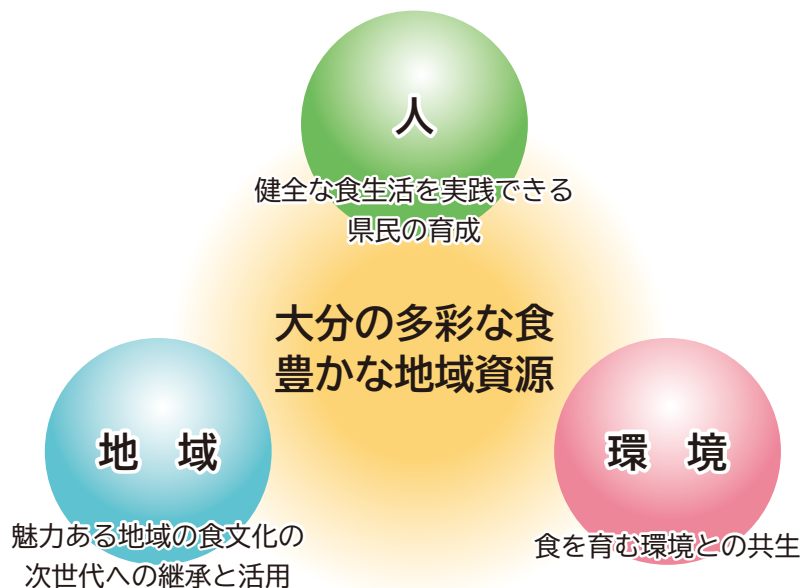 人
健全な食生活を実践できる
県民の育成
大分の多彩な食
豊かな地域資源
地　域
魅力ある地域の食文化の
次世代への継承と活用
環　境
食を育む環境との共生